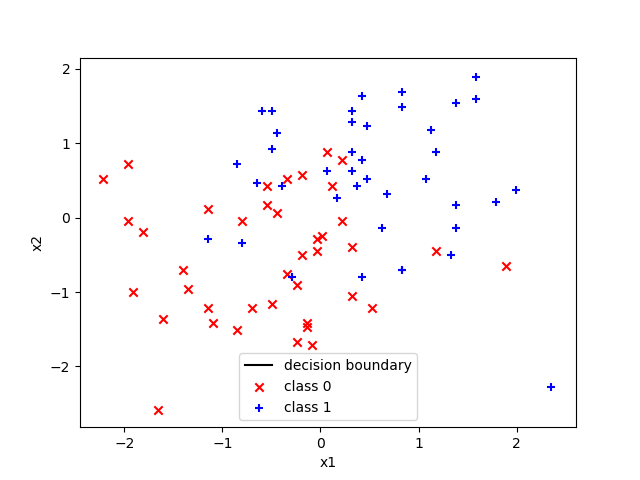 2
1
0
−1
−2
x2
decision boundary
class 0
class 1
−2 −1 0 1 2
x1